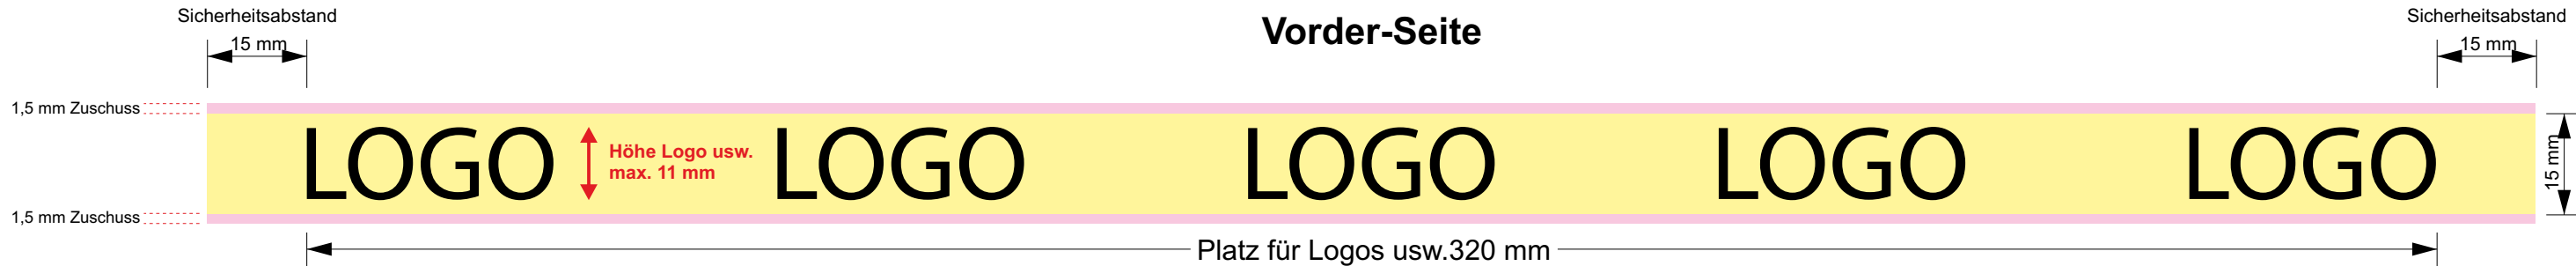 Sicherheitsabstand
Vorder-Seite
Sicherheitsabstand
15 mm
15 mm
1,5 mm Zuschuss
LOGO
Höhe Logo usw.
max. 11 mm
LOGO
LOGO
LOGO
LOGO
15 mm
1,5 mm Zuschuss
Platz für Logos usw.320 mm